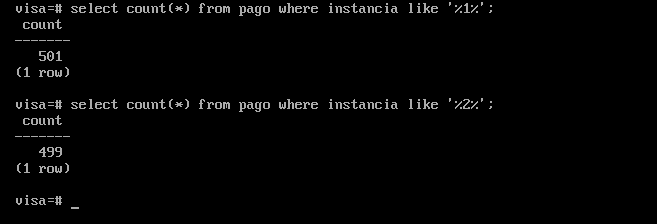 visa=# select count(*) from pago where instancia like '%1%';
count
-------
501
(1 row)
visa=# select count(*) from pago where instancia like '%2%';
count
-------
499
(1 row)
visa=# _